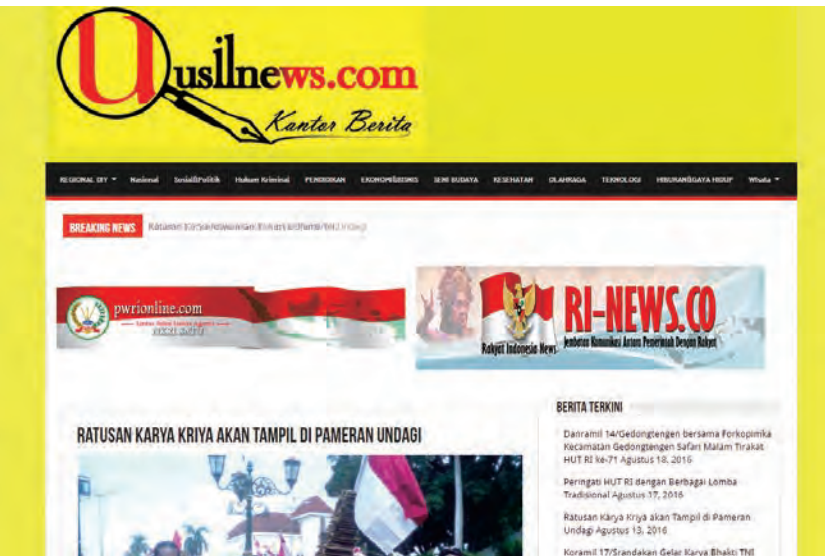 Uusilnews.com
Kantor Berita
REGIONAL DIY Nasional Sosial&Politik Hukum Kriminal PENDIDIKAN EKONOMI&BISNIS SENI BUDAYA KESEHATAN OLAHRAGA TEKNOLOGI HIBURAN&GAYA HIDUP Wisata
BREAKING NEWS
pwrionline.com
RI-NEWS.CO
Rakyat Indonesia News Jembatan Komunikasi Antara Pemerintah Dengan Rakyat
BERITA TERKINI
RATUSAN KARYA KRIYA AKAN TAMPIL DI PAMERAN UNDAGI
Danramil 14/Gedongtengen bersama Forkopimka
Kecamatan Gedongtengen Safari Malam Tirakat
HUT RI ke-71 Agustus 18, 2016
Peringati HUT RI dengan Berbagai Lomba
Tradisional Agustus 17, 2016
Ratusan Karya Kriya akan Tampil di Pameran
Undagi Agustus 13, 2016
Koramil 17/Srandakan Gelar Karya Bhakti TNI